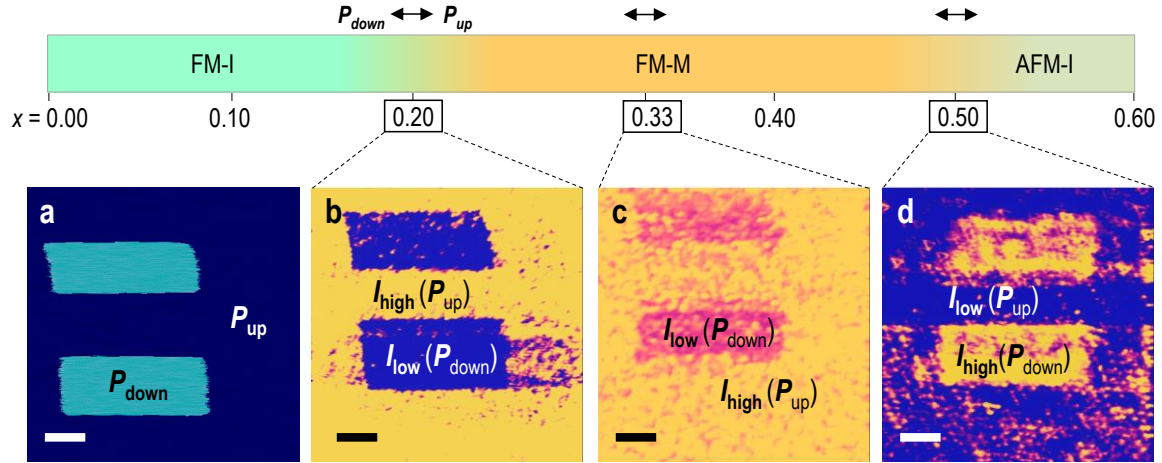 P_down P_up
FM-I FM-M AFM-I
x = 0.00 0.10 0.20 0.33 0.40 0.50 0.60
a b c d
P_up
P_down
I_high (P_up)
I_low (P_down)
I_low (P_down)
I_high (P_up)
I_low (P_up)
I_high (P_down)